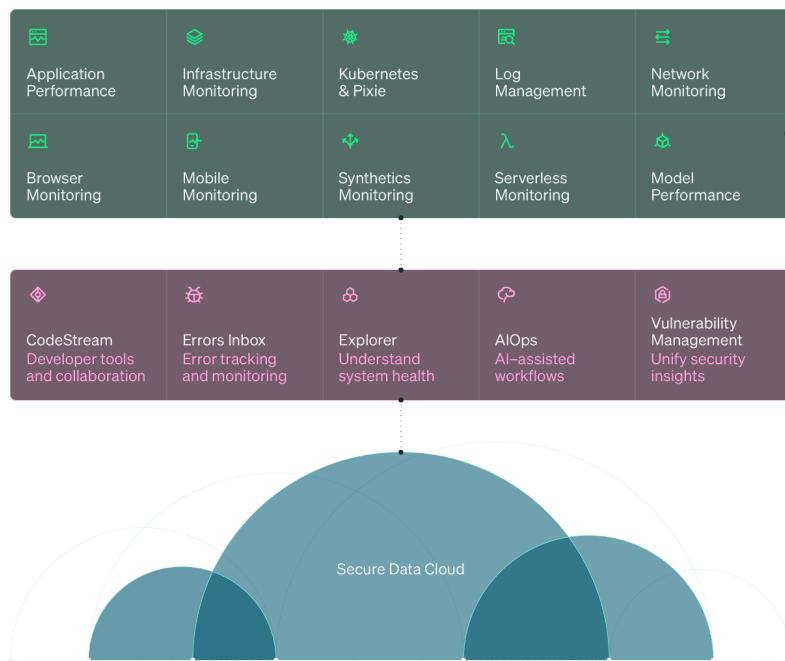 Application
Performance
Infrastructure
Monitoring
Kubernetes
& Pixie
Log
Management
Network
Monitoring
Browser
Monitoring
Mobile
Monitoring
Synthetics
Monitoring
Serverless
Monitoring
Model
Performance
CodeStream
Developer tools
and collaboration
Errors Inbox
Error tracking
and monitoring
Explorer
Understand
system health
AIOps
AI–assisted
workflows
Vulnerability
Management
Unify security
insights
Secure Data Cloud